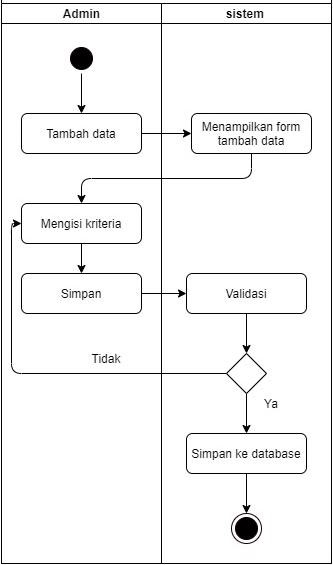 Admin
sistem
Tambah data
Menampilkan form
tambah data
Mengisi kriteria
Simpan
Validasi
Tidak
Ya
Simpan ke database